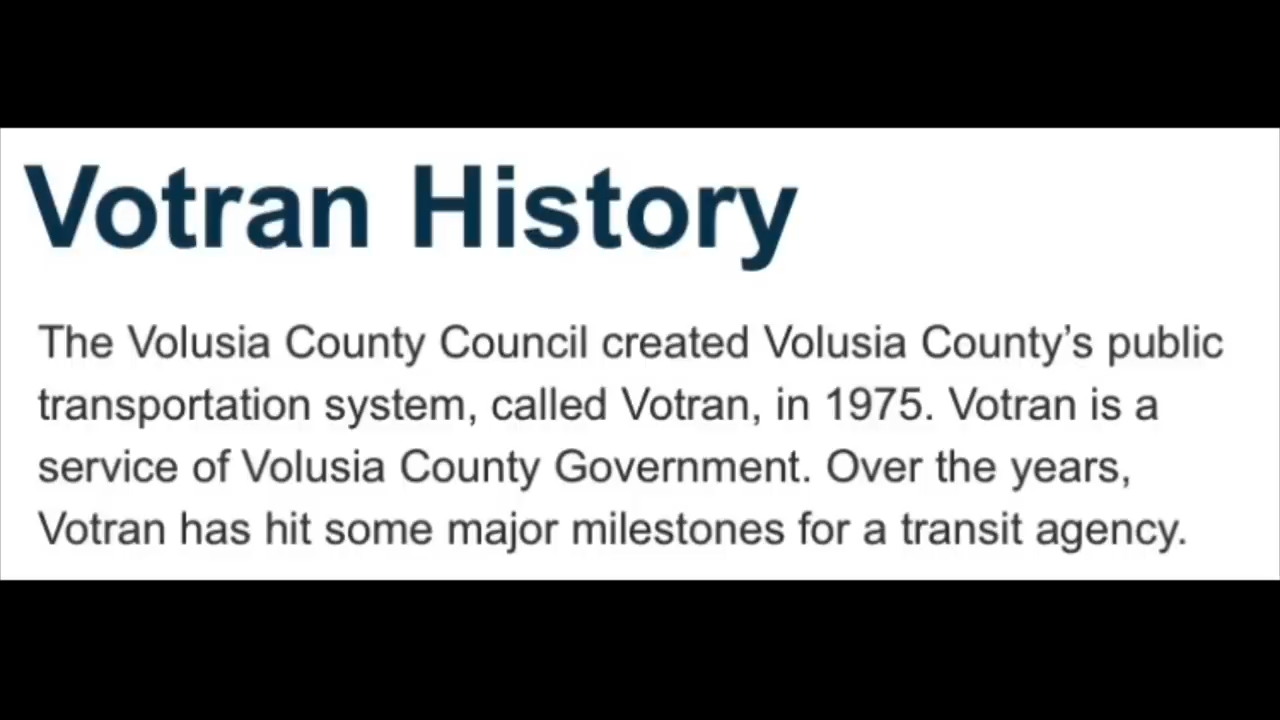 Votran History
The Volusia County Council created Volusia County’s public
transportation system, called Votran, in 1975. Votran is a
service of Volusia County Government. Over the years,
Votran has hit some major milestones for a transit agency.